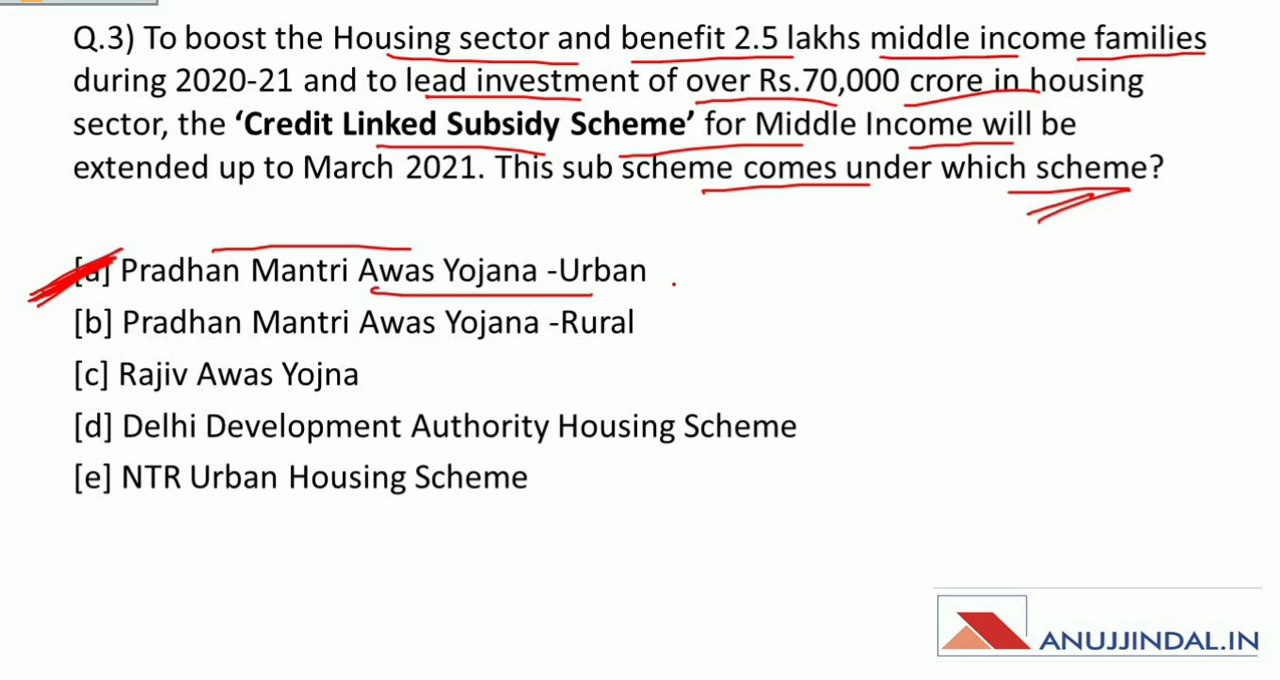 Q.3) To boost the Housing sector and benefit 2.5 lakhs middle income families
during 2020-21 and to lead investment of over Rs.70,000 crore in housing
sector, the ‘Credit Linked Subsidy Scheme’ for Middle Income will be
extended up to March 2021. This sub scheme comes under which scheme?
[a] Pradhan Mantri Awas Yojana -Urban
[b] Pradhan Mantri Awas Yojana -Rural
[c] Rajiv Awas Yojna
[d] Delhi Development Authority Housing Scheme
[e] NTR Urban Housing Scheme
ANUJJINDAL.IN